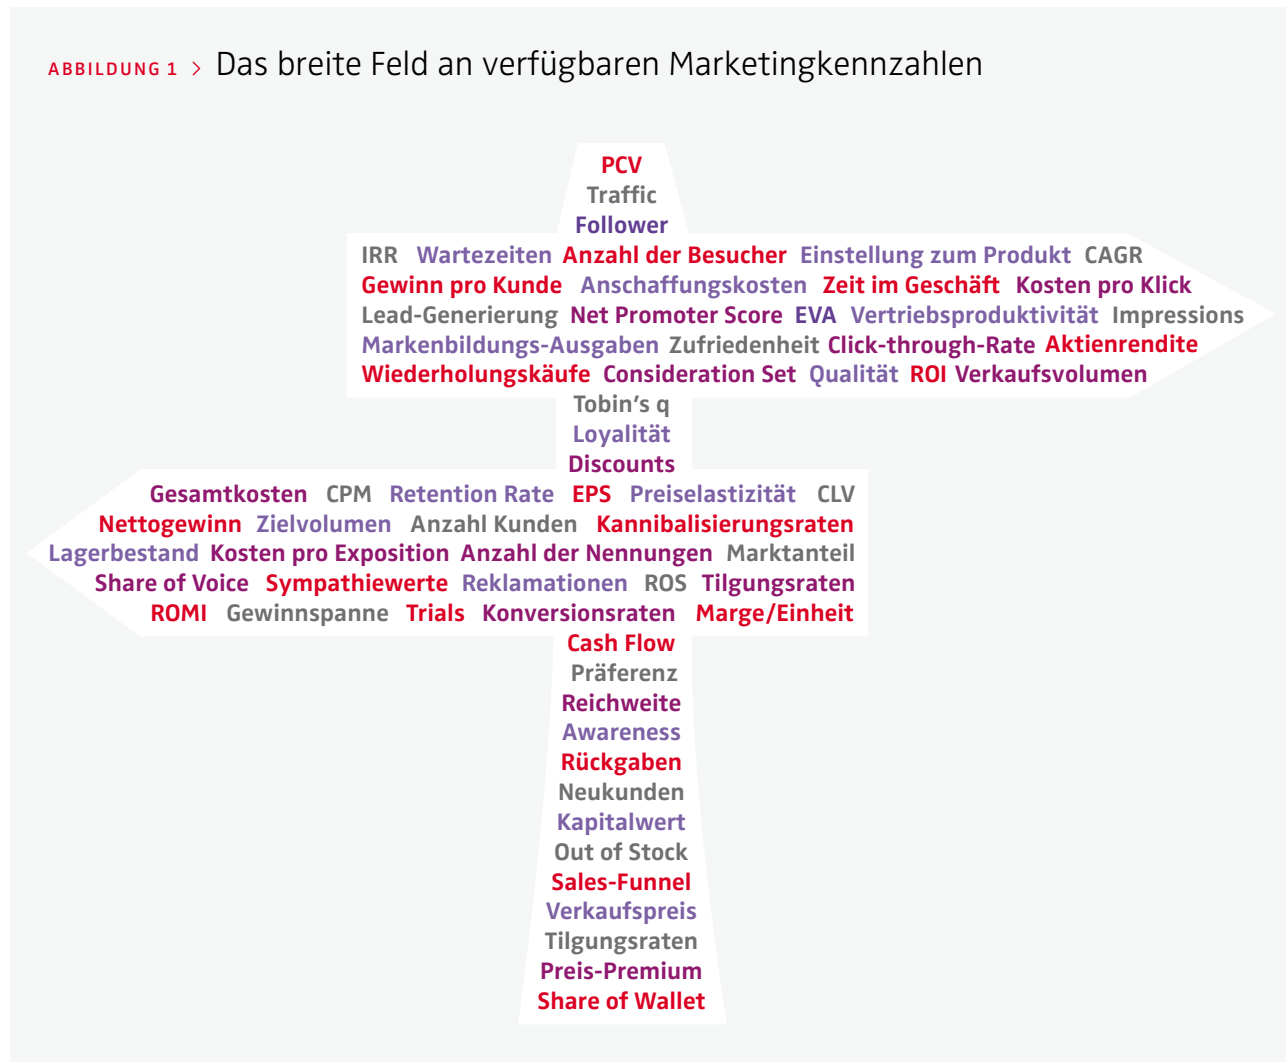 ABBILDUNG 1 > Das breite Feld an verfügbaren Marketingkennzahlen
PCV
Traffic
Follower
IRR Wartezeiten Anzahl der Besucher Einstellung zum Produkt CAGR
Gewinn pro Kunde Anschaffungskosten Zeit im Geschäft Kosten pro Klick
Lead-Generierung Net Promoter Score EVA Vertriebsproduktivität Impressions
Markenbildungs-Ausgaben Zufriedenheit Click-through-Rate Aktienrendite
Wiederholungskäufe Consideration Set Qualität ROI Verkaufsvolumen
Tobin's q
Loyalität
Discounts
Gesamtkosten CPM Retention Rate EPS Preiselastizität CLV
Nettogewinn Zielvolumen Anzahl Kunden Kannibalisierungsraten
Lagerbestand Kosten pro Exposition Anzahl der Nennungen Marktanteil
Share of Voice Sympathiewerte Reklamationen ROS Tilgungsraten
ROMI Gewinnspanne Trials Konversionsraten Marge/Einheit
Cash Flow
Präferenz
Reichweite
Awareness
Rückgaben
Neukunden
Kapitalwert
Out of Stock
Sales-Funnel
Verkaufspreis
Tilgungsraten
Preis-Premium
Share of Wallet